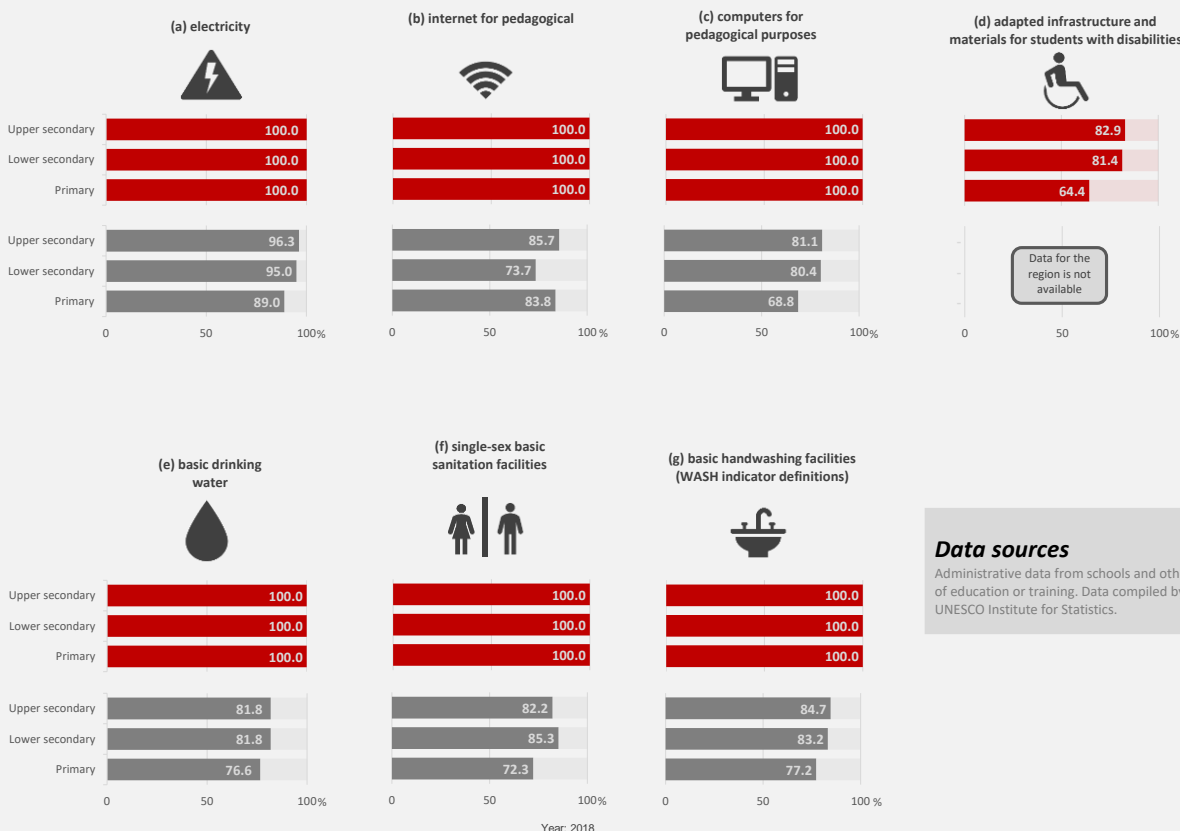 (a) electricity
(b) internet for pedagogical
(c) computers for
pedagogical purposes
(d) adapted infrastructure and
materials for students with disabilities
Upper secondary
100.0
100.0
100.0
82.9
Lower secondary
100.0
100.0
100.0
81.4
Primary
100.0
100.0
100.0
64.4
Upper secondary
96.3
85.7
81.1
Lower secondary
95.0
73.7
80.4
Primary
89.0
83.8
68.8
Data for the
region is not
available
0 50 100%
0 50 100%
0 50 100%
0 50 100%
(e) basic drinking
water
(f) single-sex basic
sanitation facilities
(g) basic handwashing facilities
(WASH indicator definitions)
Upper secondary
100.0
100.0
100.0
Lower secondary
100.0
100.0
100.0
Primary
100.0
100.0
100.0
Upper secondary
81.8
82.2
84.7
Lower secondary
81.8
85.3
83.2
Primary
76.6
72.3
77.2
0 50 100%
0 50 100%
0 50 100 %
Data sources
Administrative data from schools and oth
of education or training. Data compiled by
UNESCO Institute for Statistics.
Year: 2018